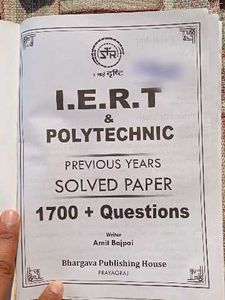 I.E.R.T
&
POLYTECHNIC
PREVIOUS YEARS
SOLVED PAPER
1700 + Questions
Writer
Amit Bajpai
Bhargava Publishing House
PRAYAGRAJ